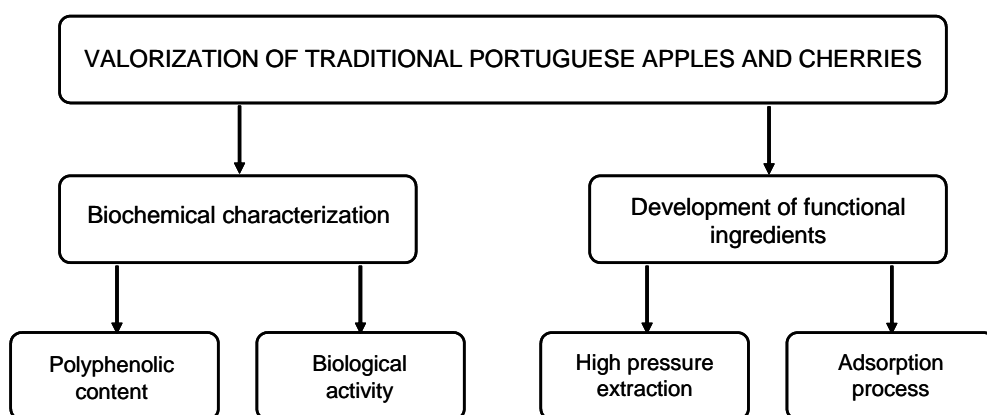 VALORIZATION OF TRADITIONAL PORTUGUESE APPLES AND CHERRIES
Biochemical characterization
Development of functional
ingredients
Polyphenolic
content
Biological
activity
High pressure
extraction
Adsorption
process